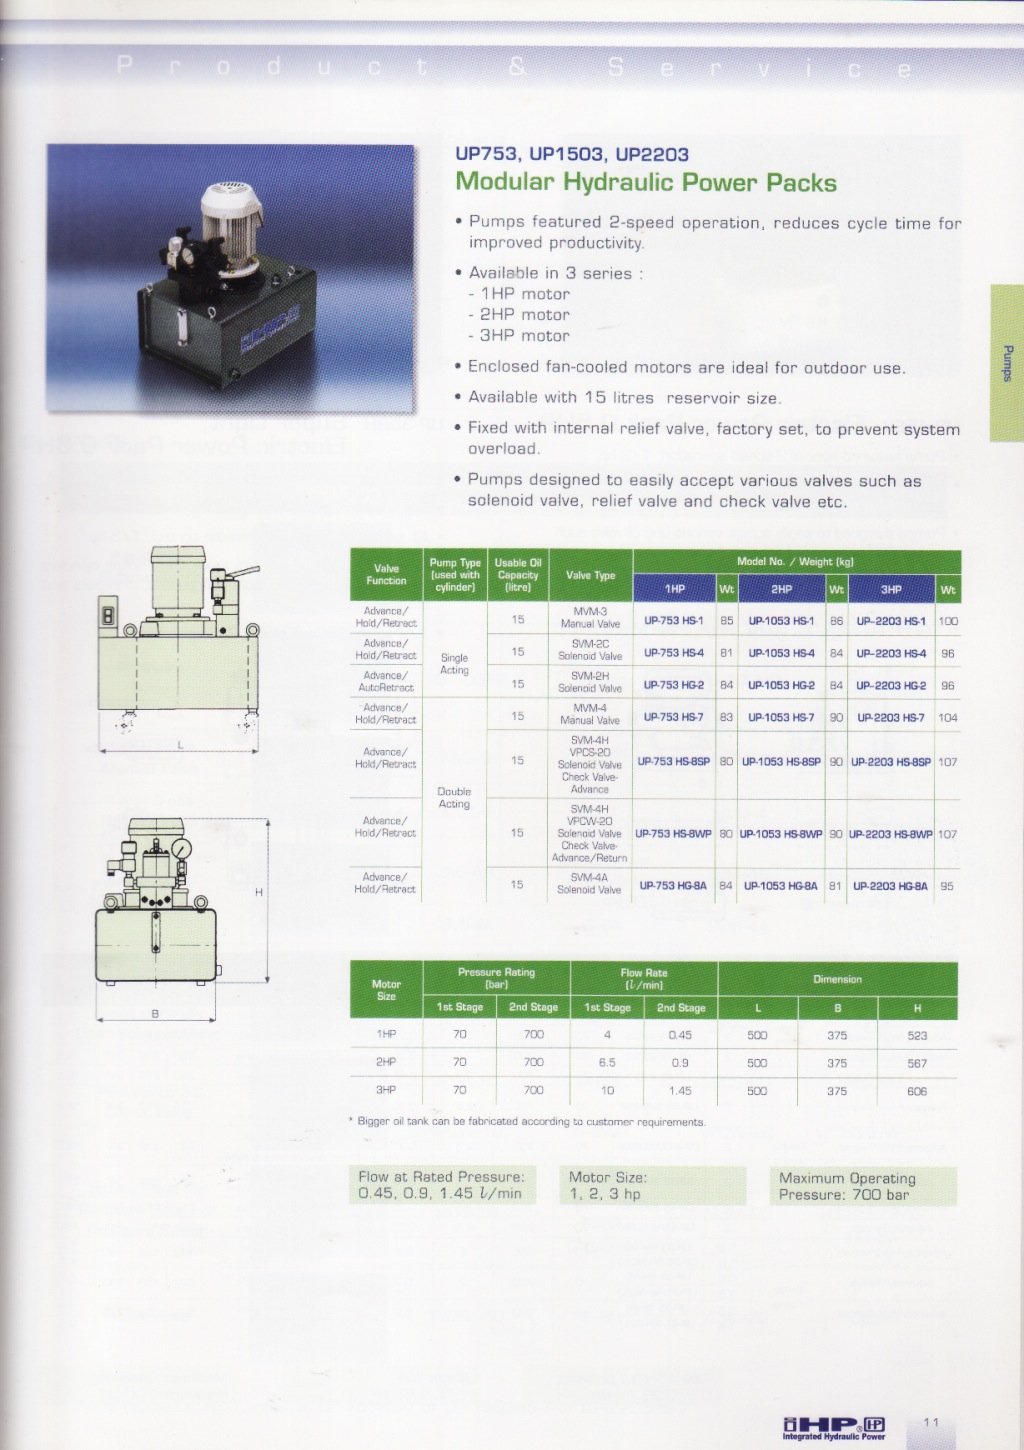 Product & Service
UP753, UP1503, UP2203
Modular Hydraulic Power Packs
• Pumps featured 2-speed operation, reduces cycle time for
improved productivity.
• Available in 3 series :
- 1HP motor
- 2HP motor
- 3HP motor
• Enclosed fan-cooled motors are ideal for outdoor use.
• Available with 15 litres reservoir size.
• Fixed with internal relief valve, factory set, to prevent system
overload.
• Pumps designed to easily accept various valves such as
solenoid valve, relief valve and check valve etc.
Pumps
L
H
B
Valve Function | Pump Type (used with cylinder) | Usable Oil Capacity (litre) | Valve Type | Model No. / Weight (kg)
1HP | Wt | 2HP | Wt | 3HP | Wt
Advance/ Hold/Retract | Single Acting | 15 | MVM-3 Manual Valve | UP-753 HS-1 | 85 | UP-1053 HS-1 | 86 | UP-2203 HS-1 | 100
Advance/ Hold/Retract | 15 | SVM-2C Solenoid Valve | UP-753 HS-4 | 81 | UP-1053 HS-4 | 84 | UP-2203 HS-4 | 96
Advance/ AutoRetract | 15 | SVM-2H Solenoid Valve | UP-753 HG-2 | 84 | UP-1053 HG-2 | 84 | UP-2203 HG-2 | 96
Advance/ Hold/Retract | Double Acting | 15 | MVM-4 Manual Valve | UP-753 HS-7 | 83 | UP-1053 HS-7 | 90 | UP-2203 HS-7 | 104
Advance/ Hold/Retract | 15 | SVM-4H VPCS-20 Solenoid Valve Check Valve- Advance | UP-753 HS-8SP | 80 | UP-1053 HS-8SP | 90 | UP-2203 HS-8SP | 107
Advance/ Hold/Retract | 15 | SVM-4H VPCW-20 Solenoid Valve Check Valve- Advance/Return | UP-753 HS-8WP | 80 | UP-1053 HS-8WP | 90 | UP-2203 HS-8WP | 107
Advance/ Hold/Retract | 15 | SVM-4A Solenoid Valve | UP-753 HG-8A | 84 | UP-1053 HG-8A | 81 | UP-2203 HG-8A | 95
Motor Size | Pressure Rating (bar) | Flow Rate (l/min) | Dimension
1st Stage | 2nd Stage | 1st Stage | 2nd Stage | L | B | H
1HP | 70 | 700 | 4 | 0.45 | 500 | 375 | 523
2HP | 70 | 700 | 6.5 | 0.9 | 500 | 375 | 567
3HP | 70 | 700 | 10 | 1.45 | 500 | 375 | 606
* Bigger oil tank can be fabricated according to customer requirements.
Flow at Rated Pressure:
0.45, 0.9, 1.45 l/min
Motor Size:
1, 2, 3 hp
Maximum Operating
Pressure: 700 bar
iHP® HP
Integrated Hydraulic Power
11